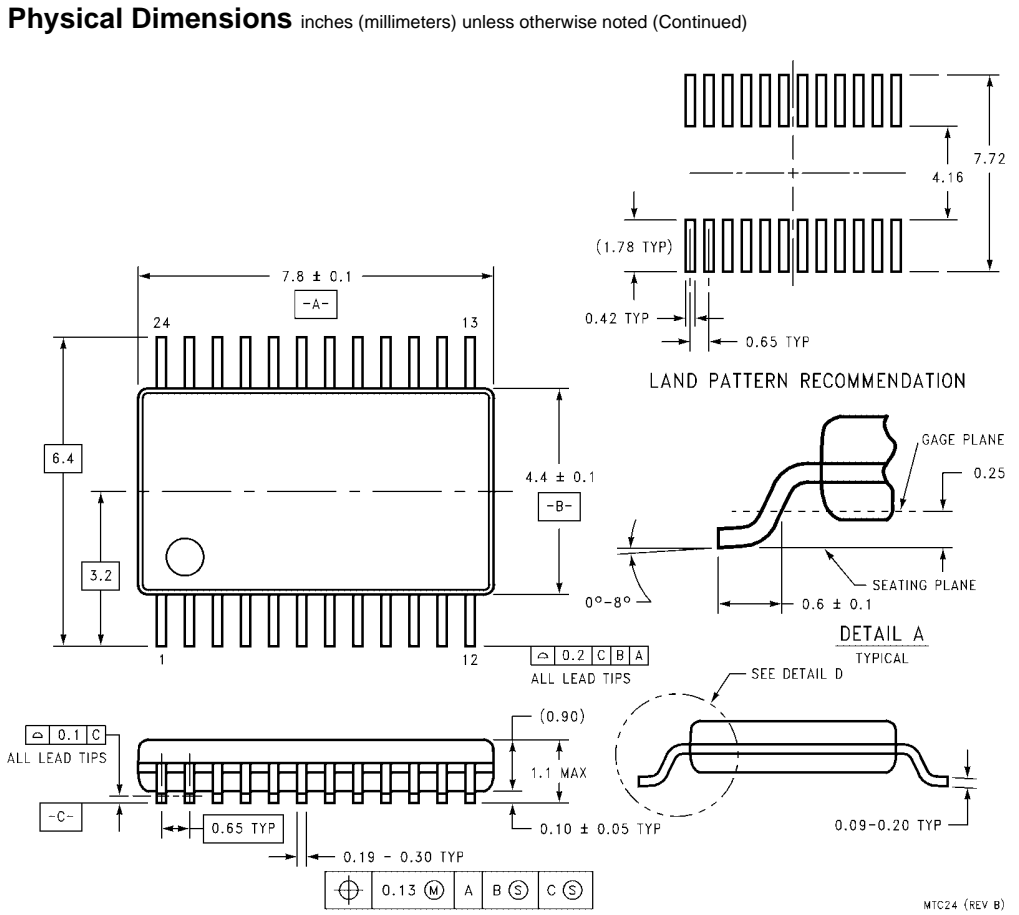 Physical Dimensions inches (millimeters) unless otherwise noted (Continued)
7.72
4.16
(1.78 TYP)
0.42 TYP
0.65 TYP
LAND PATTERN RECOMMENDATION
7.8 ± 0.1
-A-
24
13
6.4
4.4 ± 0.1
-B-
3.2
1
12
⌓ 0.2 C B A
ALL LEAD TIPS
GAGE PLANE
0.25
SEATING PLANE
0°-8°
0.6 ± 0.1
DETAIL A
TYPICAL
SEE DETAIL D
(0.90)
⌓ 0.1 C
ALL LEAD TIPS
1.1 MAX
-C-
0.65 TYP
0.10 ± 0.05 TYP
0.09-0.20 TYP
0.19 - 0.30 TYP
⌖ 0.13 Ⓜ A B Ⓢ C Ⓢ
MTC24 (REV B)